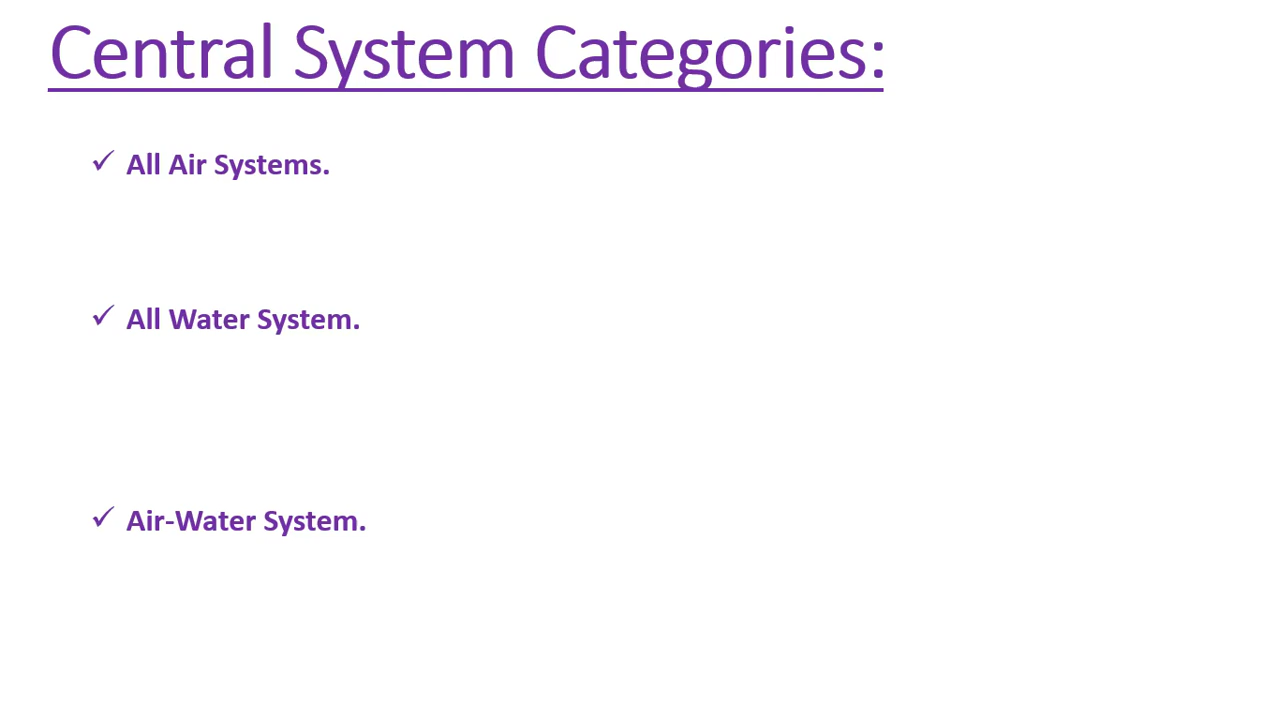 Central System Categories:
✓ All Air Systems.
✓ All Water System.
✓ Air-Water System.